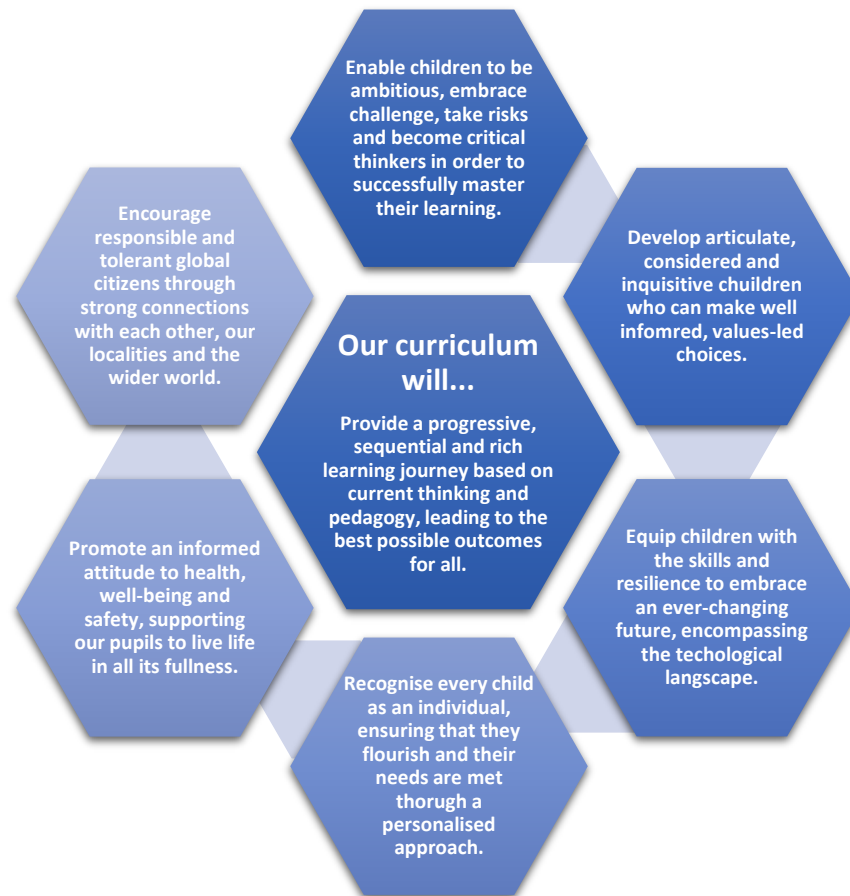 Enable children to be
ambitious, embrace
challenge, take risks
and become critical
thinkers in order to
successfully master
their learning.
Develop articulate,
considered and
inquisitive chuildren
who can make well
infomred, values-led
choices.
Equip children with
the skills and
resilience to embrace
an ever-changing
future, encompassing
the techological
langscape.
Recognise every child
as an individual,
ensuring that they
flourish and their
needs are met
thorugh a
personalised
approach.
Promote an informed
attitude to health,
well-being and
safety, supporting
our pupils to live life
in all its fullness.
Encourage
responsible and
tolerant global
citizens through
strong connections
with each other, our
localities and the
wider world.
Our curriculum
will...
Provide a progressive,
sequential and rich
learning journey based on
current thinking and
pedagogy, leading to the
best possible outcomes
for all.